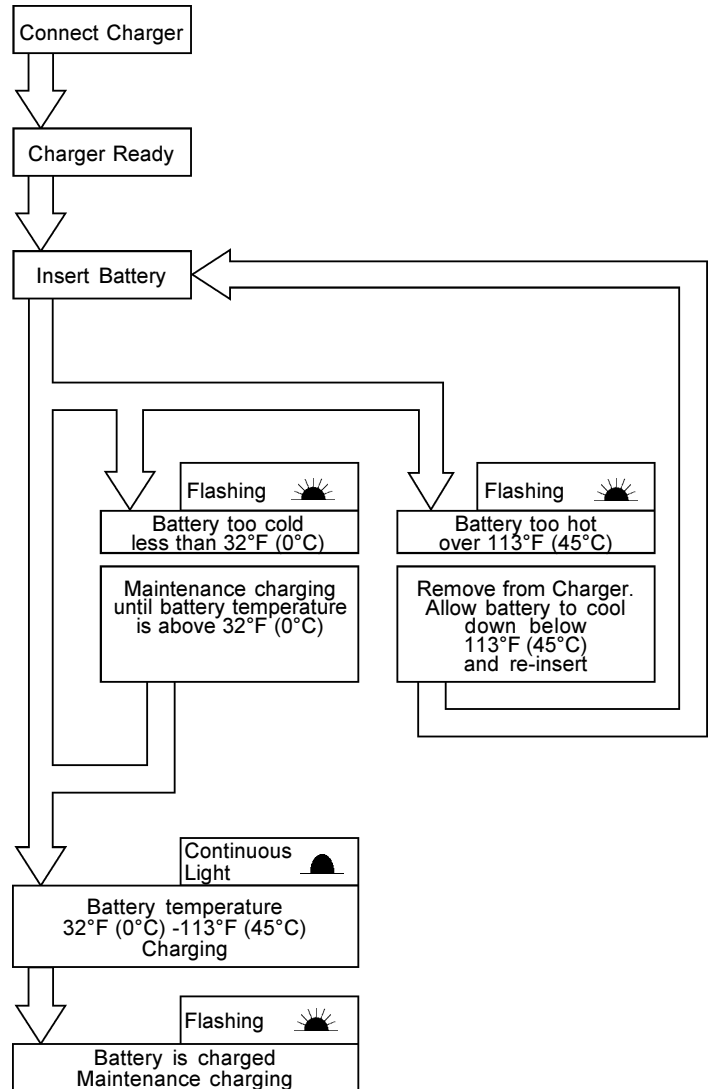 Connect Charger
Charger Ready
Insert Battery
Flashing
Battery too cold
less than 32°F (0°C)
Maintenance charging
until battery temperature
is above 32°F (0°C)
Flashing
Battery too hot
over 113°F (45°C)
Remove from Charger.
Allow battery to cool
down below
113°F (45°C)
and re-insert
Continuous
Light
Battery temperature
32°F (0°C) -113°F (45°C)
Charging
Flashing
Battery is charged
Maintenance charging